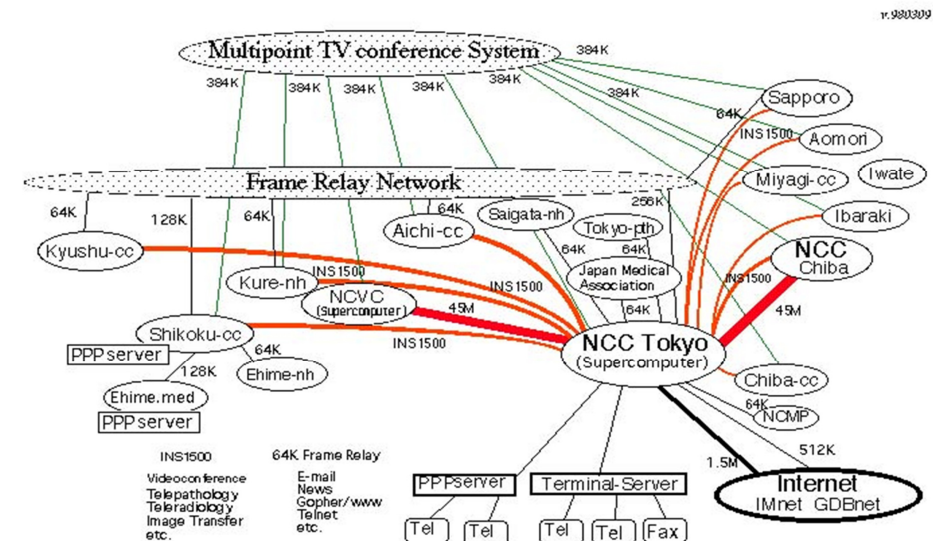 v.980309
Multipoint TV conference System
384K
384K
384K
384K
384K
384K
384K
384K
64K
Sapporo
INS1500
Aomori
Miyagi-cc
Iwate
Frame Relay Network
64K
128K
64K
64K
256K
Saigata-nh
Tokyo-pth
Ibaraki
Aichi-cc
Kyushu-cc
64K
64K
NCC
Chiba
Japan Medical
Association
INS1500
Kure-nh
INS1500
INS1500
NCVC
(Supercomputer)
45M
64K
45M
Shikoku-cc
INS1500
NCC Tokyo
(Supercomputer)
PPP server
64K
128K
Ehime-nh
Chiba-cc
Ehime.med
64K
NCMP
PPP server
512K
INS1500
64K Frame Relay
1.5M
Videoconference
Telepathology
Teleradiology
Image Transfer
etc.
E-mail
News
Gopher/www
Telnet
etc.
PPPserver
Terminal-Server
Internet
IMnet GDBnet
Tel
Tel
Tel
Tel
Fax